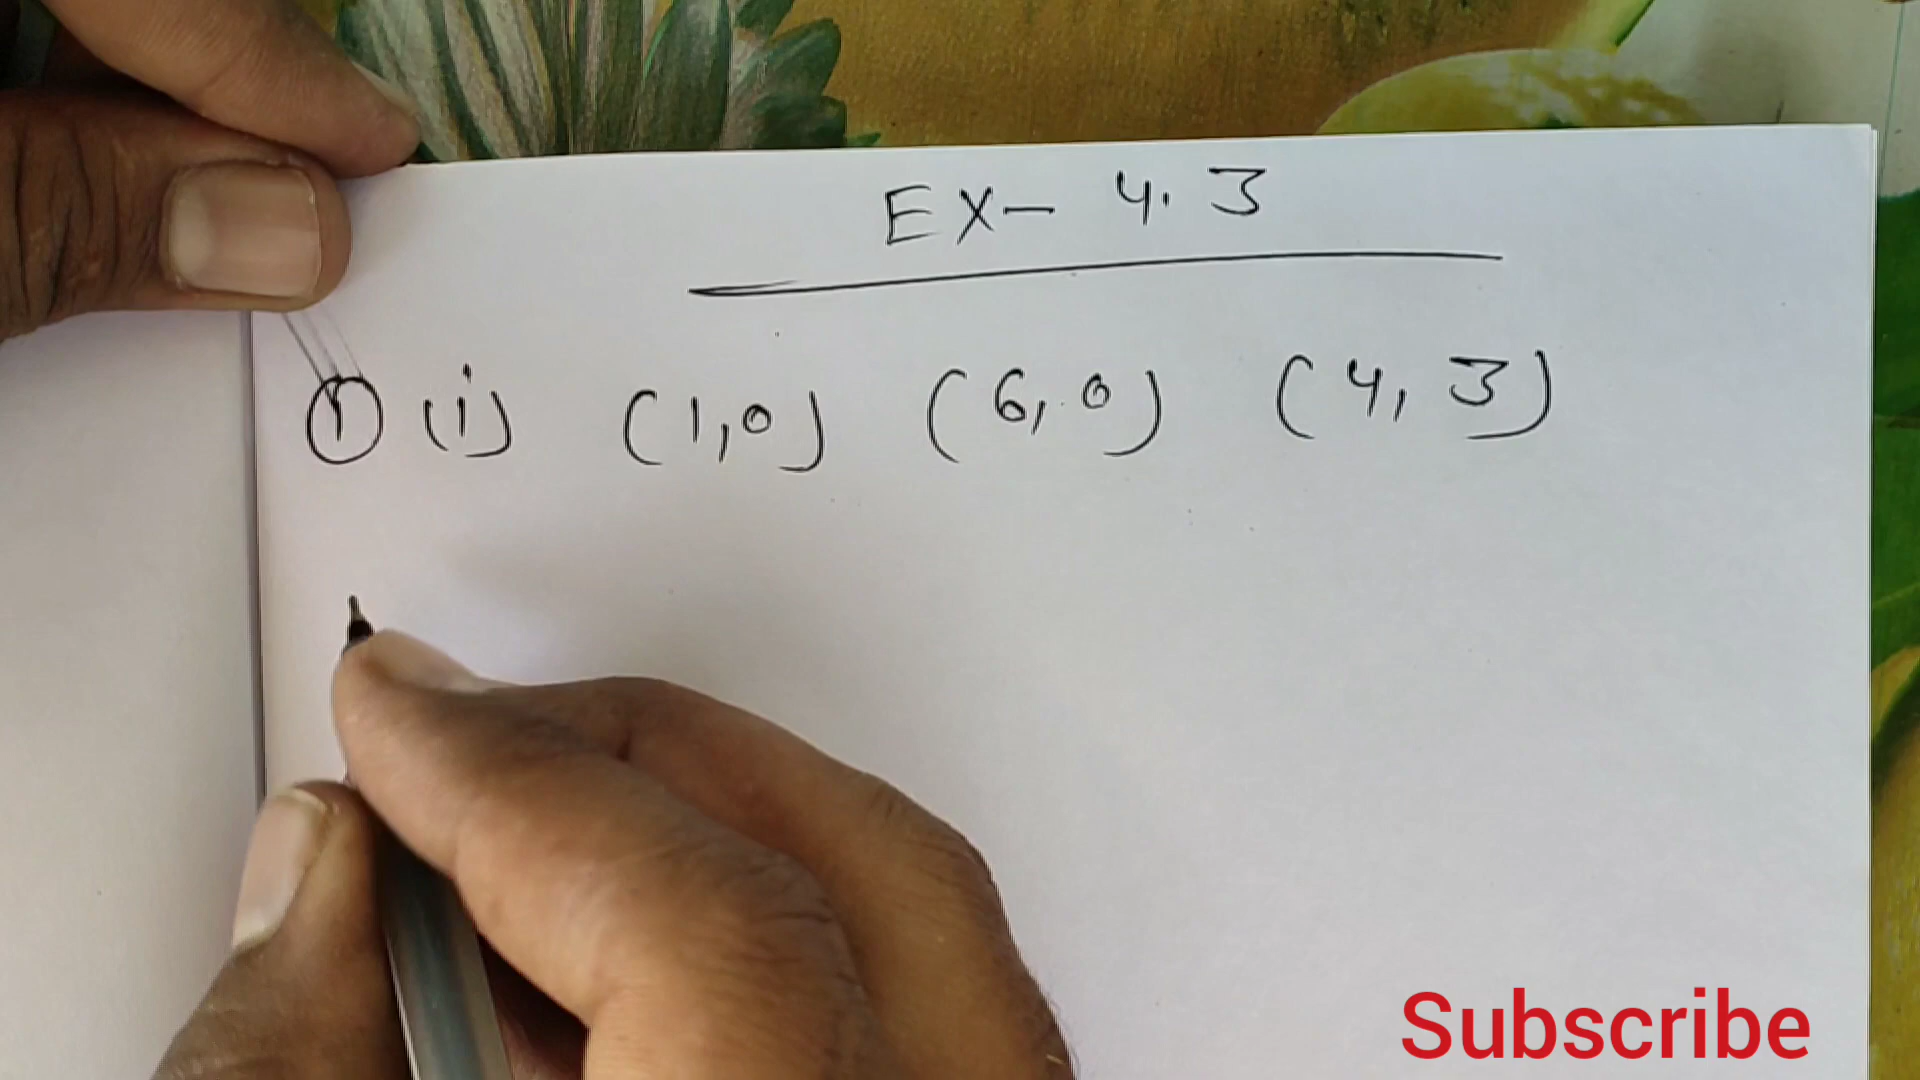 EX- 4.3
① (i) (1,0) (6,0) (4,3)
Subscribe